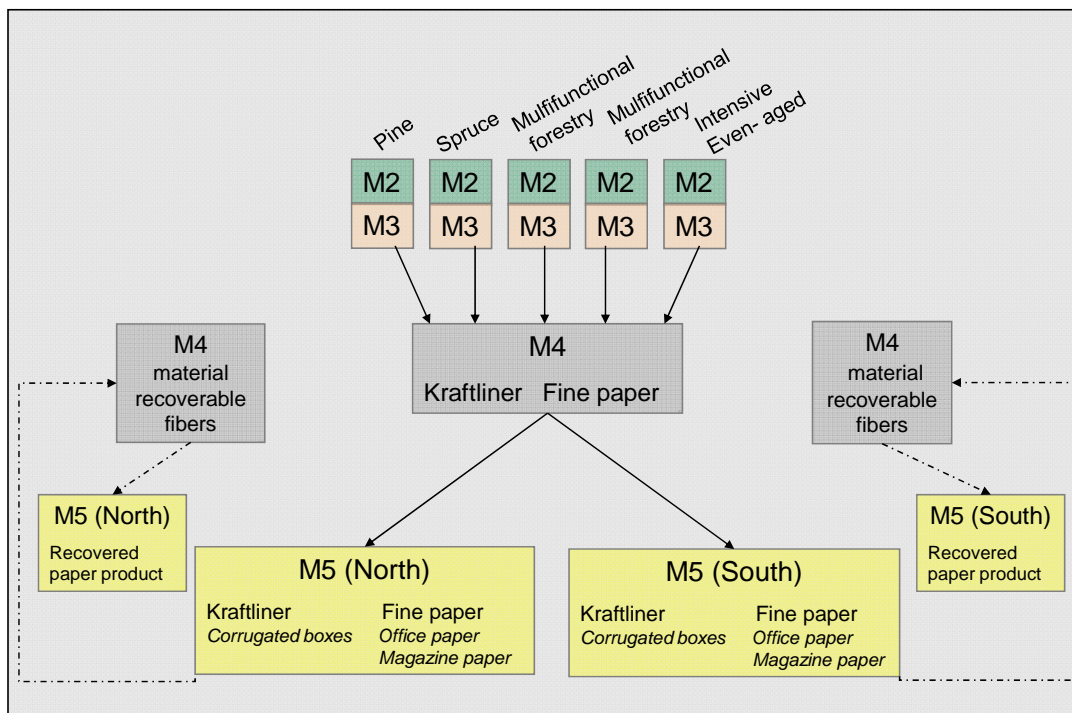 Pine
Spruce
Mulfifunctional
forestry
Mulfifunctional
forestry
Intensive
Even- aged
M2
M2
M2
M2
M2
M3
M3
M3
M3
M3
M4
Kraftliner Fine paper
M4
material
recoverable
fibers
M4
material
recoverable
fibers
M5 (North)
Recovered
paper product
M5 (North)
Kraftliner Fine paper
Corrugated boxes Office paper
Magazine paper
M5 (South)
Kraftliner Fine paper
Corrugated boxes Office paper
Magazine paper
M5 (South)
Recovered
paper product